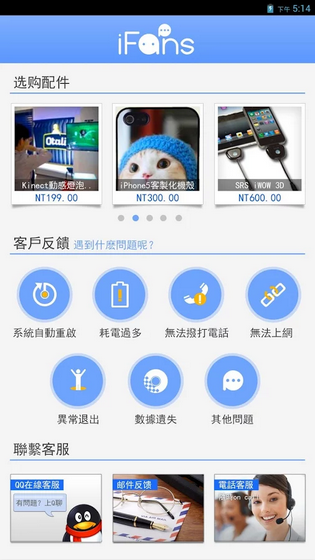 下午 5:14
iFans
选购配件
Otali
Kinect動感燈泡..
iPhone5客製化機殼
SRS iWOW 3D
NT199.00
NT300.00
NT600.00
客戶反饋 遇到什麽問題呢?
系統自動重啟
耗電過多
無法撥打電話
無法上網
異常退出
數據遺失
其他問題
聯繫客服
QQ在線客服
有問題? 上Q聊
邮件反馈
電話客服